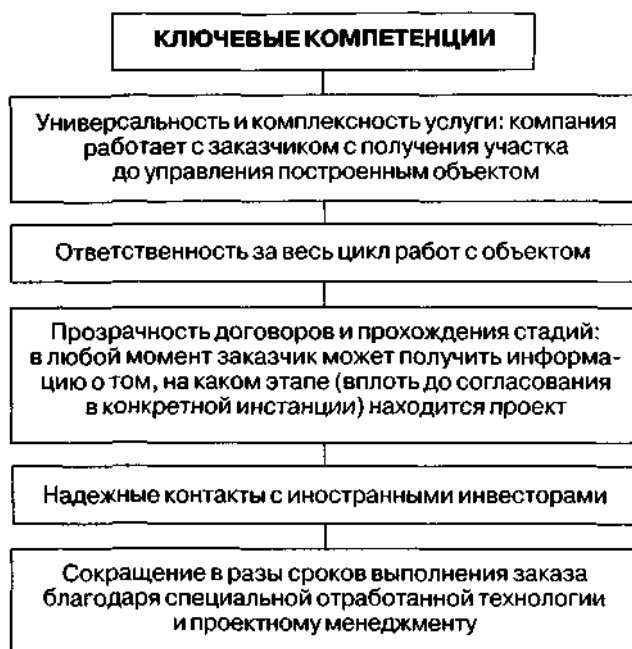 КЛЮЧЕВЫЕ КОМПЕТЕНЦИИ
Универсальность и комплексность услуги: компания
работает с заказчиком с получения участка
до управления построенным объектом
Ответственность за весь цикл работ с объектом
Прозрачность договоров и прохождения стадий:
в любой момент заказчик может получить информа-
цию о том, на каком этапе (вплоть до согласования
в конкретной инстанции) находится проект
Надежные контакты с иностранными инвесторами
Сокращение в разы сроков выполнения заказа
благодаря специальной отработанной технологии
и проектному менеджменту